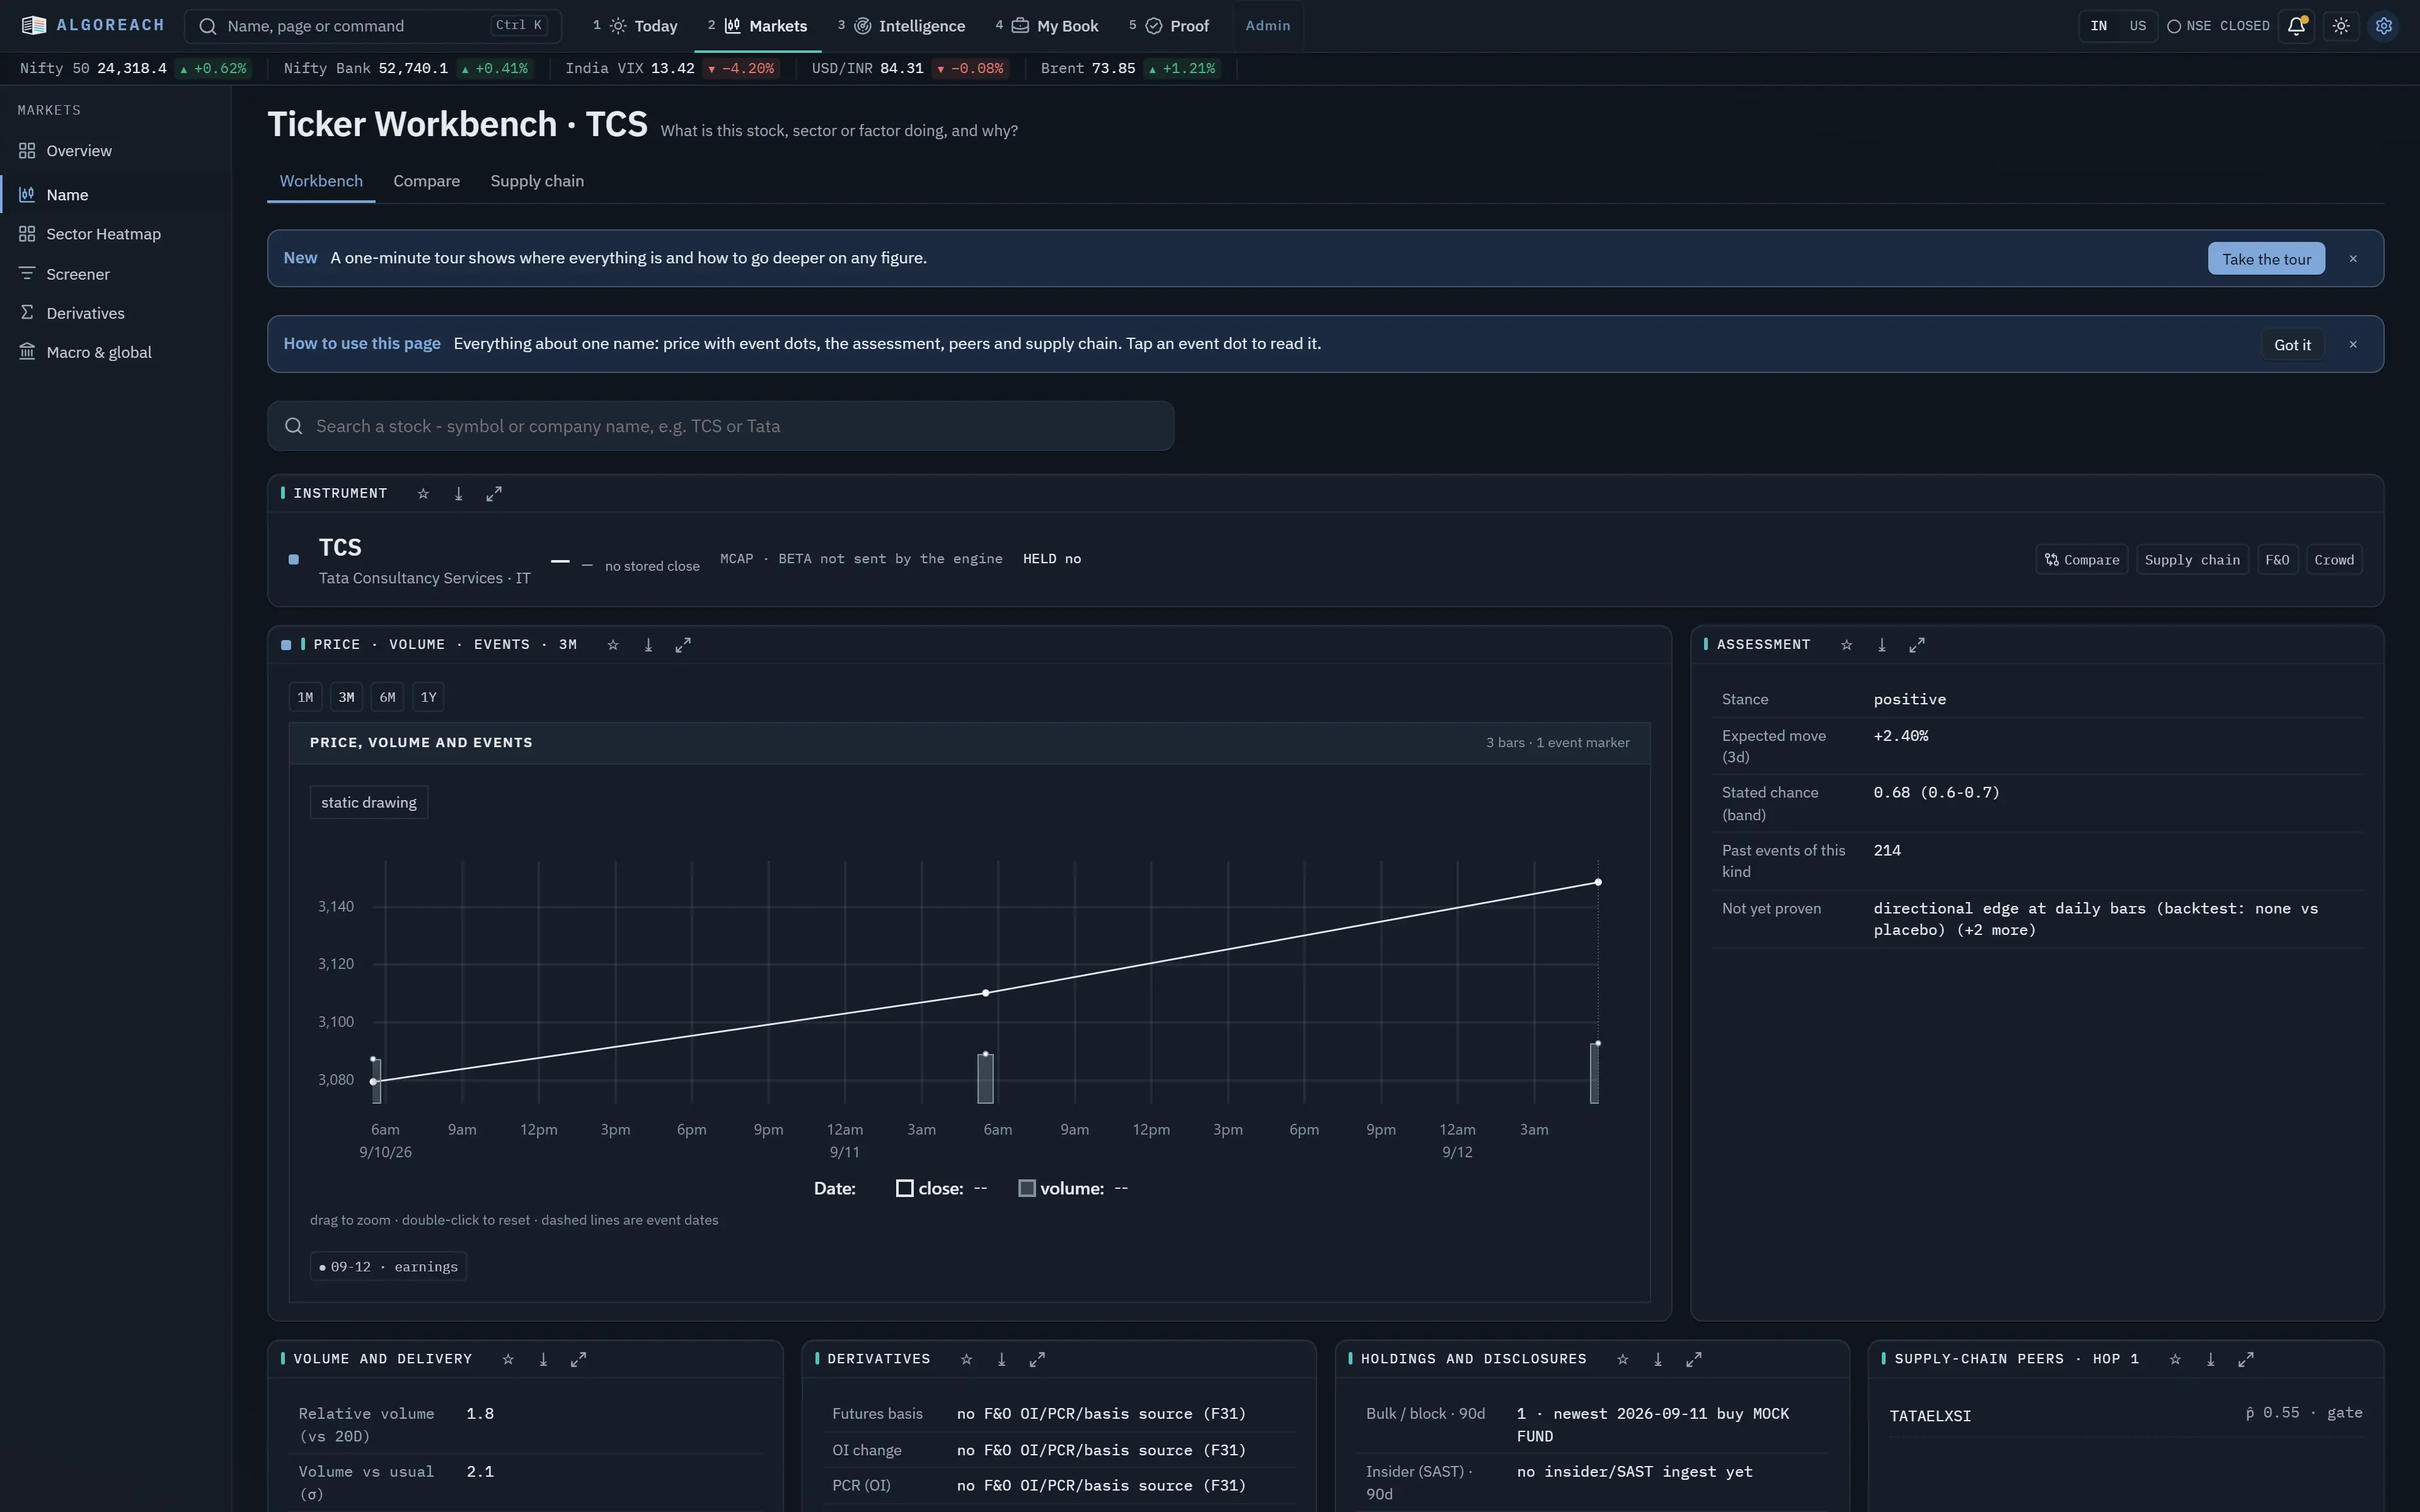 ALGOREACH
Name, page or command Ctrl K
1 Today
2 Markets
3 Intelligence
4 My Book
5 Proof
Admin
IN US NSE CLOSED
Nifty 50 24,318.4 ▲ +0.62% Nifty Bank 52,740.1 ▲ +0.41% India VIX 13.42 ▼ −4.20% USD/INR 84.31 ▼ −0.08% Brent 73.85 ▲ +1.21%
MARKETS
Overview
Name
Sector Heatmap
Screener
Derivatives
Macro & global
Ticker Workbench · TCS What is this stock, sector or factor doing, and why?
Workbench Compare Supply chain
New A one-minute tour shows where everything is and how to go deeper on any figure. Take the tour ×
How to use this page Everything about one name: price with event dots, the assessment, peers and supply chain. Tap an event dot to read it. Got it ×
Search a stock - symbol or company name, e.g. TCS or Tata
INSTRUMENT
TCS
Tata Consultancy Services · IT
— — no stored close MCAP · BETA not sent by the engine HELD no
Compare Supply chain F&O Crowd
PRICE · VOLUME · EVENTS · 3M
1M 3M 6M 1Y
PRICE, VOLUME AND EVENTS 3 bars · 1 event marker
static drawing
3,140
3,120
3,100
3,080
6am 9am 12pm 3pm 6pm 9pm 12am 3am 6am 9am 12pm 3pm 6pm 9pm 12am 3am
9/10/26 9/11 9/12
Date: close: -- volume: --
drag to zoom · double-click to reset · dashed lines are event dates
09-12 · earnings
ASSESSMENT
Stance positive
Expected move +2.40%
(3d)
Stated chance 0.68 (0.6-0.7)
(band)
Past events of this 214
kind
Not yet proven directional edge at daily bars (backtest: none vs
placebo) (+2 more)
VOLUME AND DELIVERY
Relative volume 1.8
(vs 20D)
Volume vs usual 2.1
(σ)
DERIVATIVES
Futures basis no F&O OI/PCR/basis source (F31)
OI change no F&O OI/PCR/basis source (F31)
PCR (OI) no F&O OI/PCR/basis source (F31)
HOLDINGS AND DISCLOSURES
Bulk / block · 90d 1 · newest 2026-09-11 buy MOCK
FUND
Insider (SAST) · no insider/SAST ingest yet
90d
SUPPLY-CHAIN PEERS · HOP 1
TATAELXSI p̂ 0.55 · gate